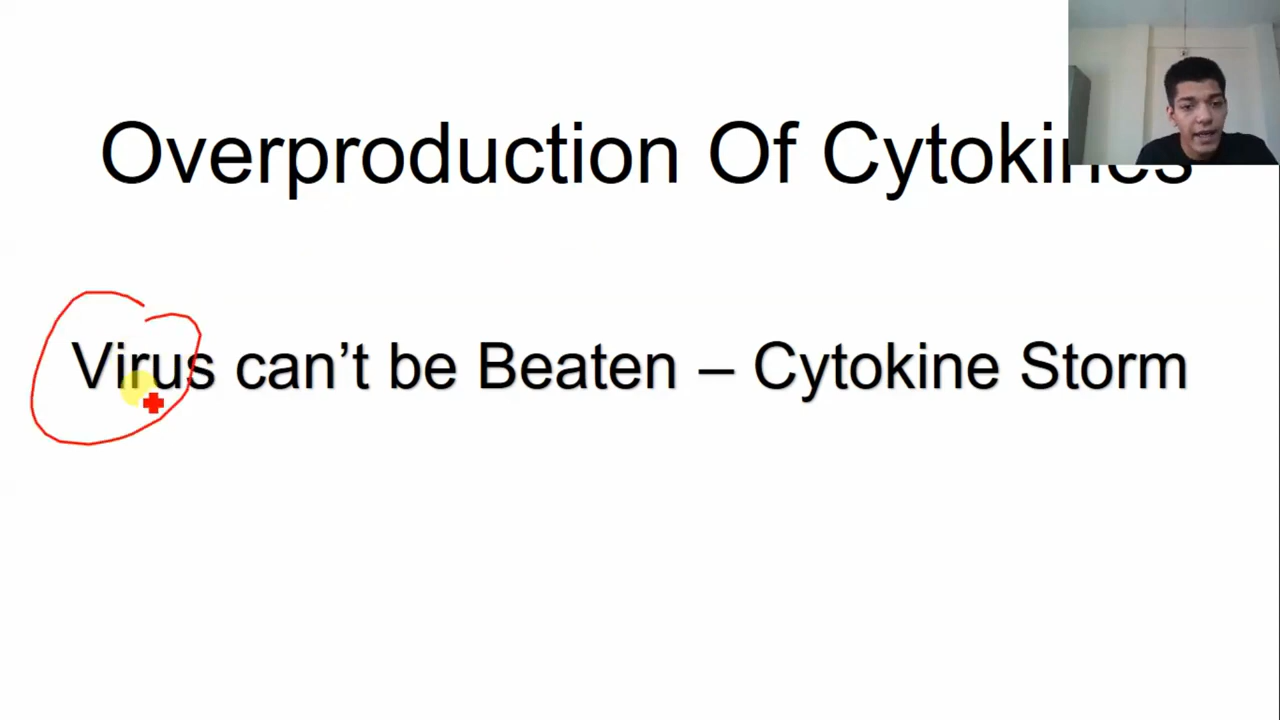 Overproduction Of Cytokines
Virus can’t be Beaten – Cytokine Storm